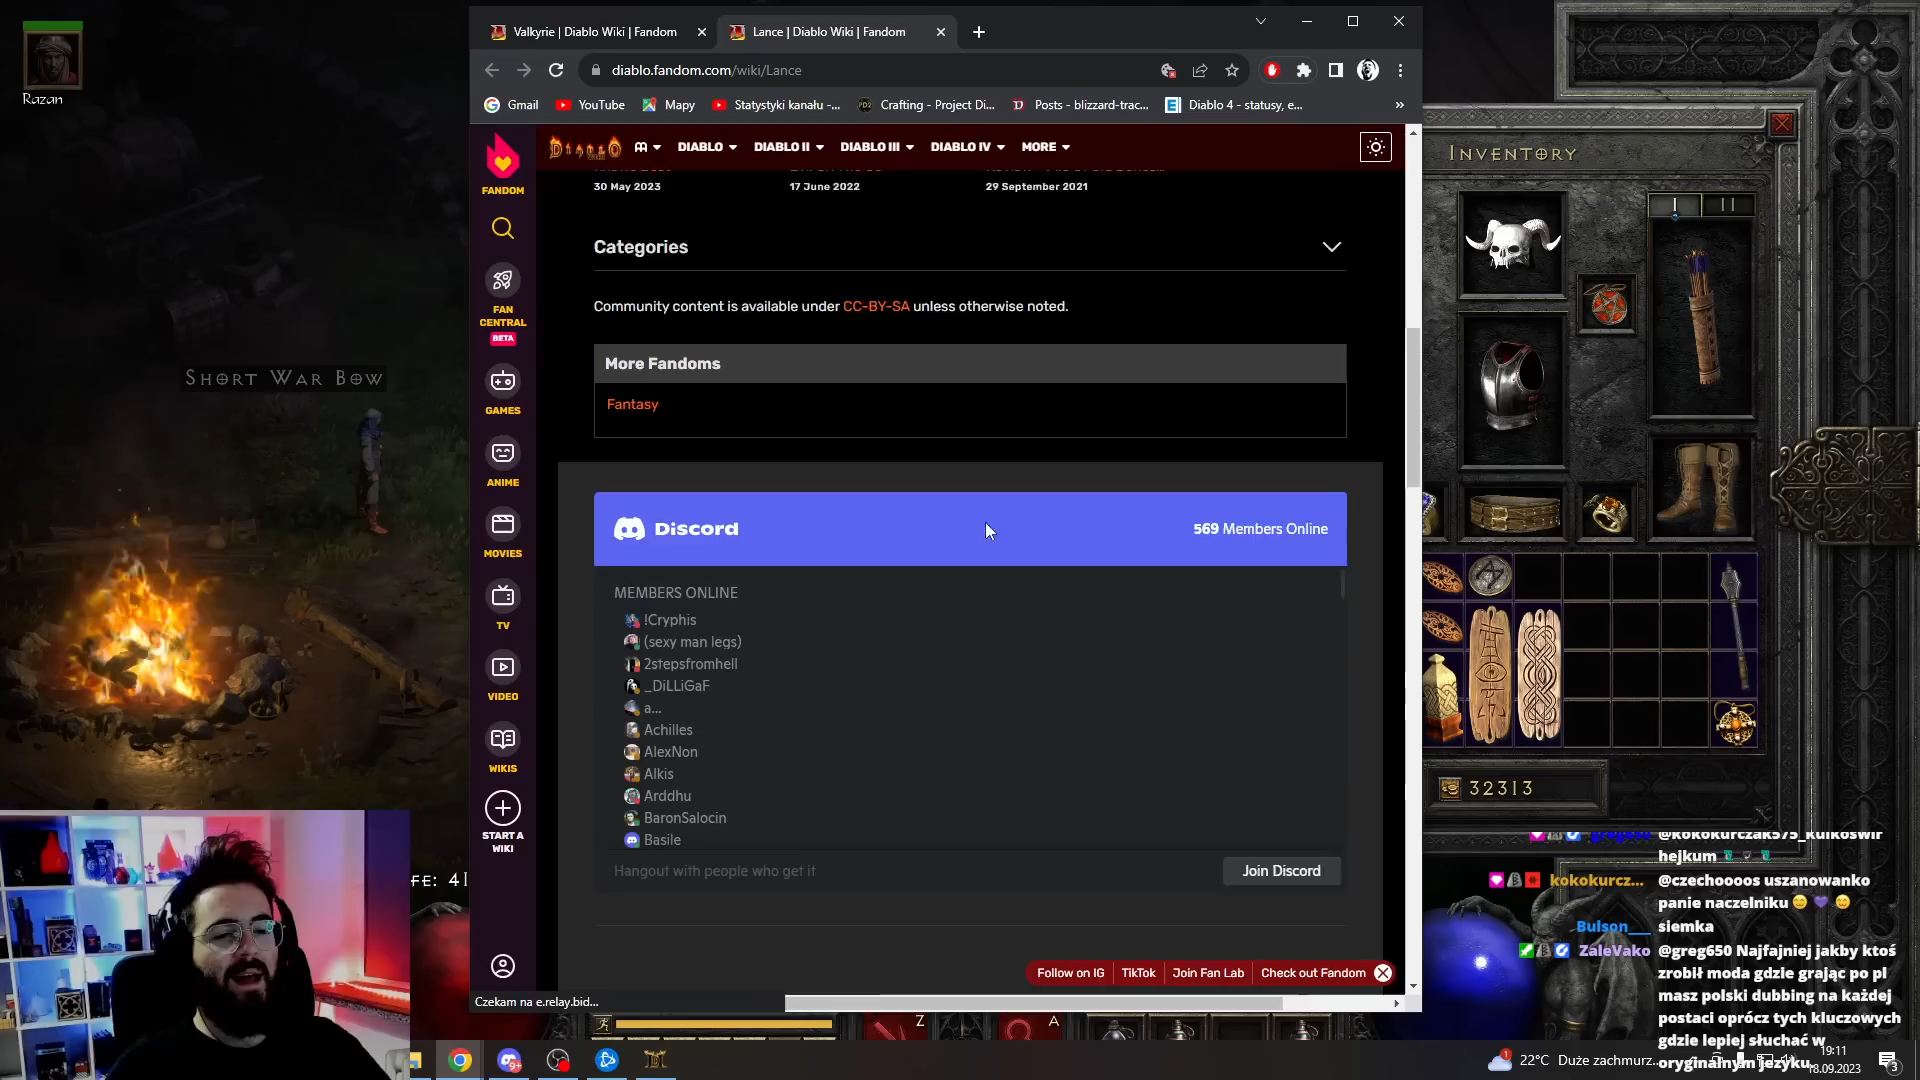 Razan
SHORT WAR BOW
Valkyrie | Diablo Wiki | Fandom
Lance | Diablo Wiki | Fandom
diablo.fandom.com/wiki/Lance
Gmail
YouTube
Mapy
Statystyki kanału -...
Crafting - Project Di...
Posts - blizzard-trac...
Diablo 4 - statusy, e...
»
FANDOM
FAN CENTRAL
BETA
GAMES
ANIME
MOVIES
TV
VIDEO
WIKIS
START A WIKI
DIABLO
DIABLO II
DIABLO III
DIABLO IV
MORE
30 May 2023
17 June 2022
29 September 2021
Categories
Community content is available under CC-BY-SA unless otherwise noted.
More Fandoms
Fantasy
Discord
569 Members Online
MEMBERS ONLINE
!Cryphis
(sexy man legs)
2stepsfromhell
_DiLLiGaF
a...
Achilles
AlexNon
Alkis
Arddhu
BaronSalocin
Basile
Hangout with people who get it
Join Discord
Follow on IG
TikTok
Join Fan Lab
Check out Fandom
Czekam na e.relay.bid...
INVENTORY
I
II
32313
hejkum
kokokurcz... @czechoooos uszanowanko
panie naczelniku
Bulson___ siemka
ZaleVako @greg650 Najfajniej jakby ktoś
zrobił moda gdzie grając po pl
masz polski dubbing na każdej
postaci oprócz tych kluczowych
gdzie lepiej słuchać w
oryginalnym języku.
Z
A
22°C Duże zachmurz...
19:11
18.09.2023